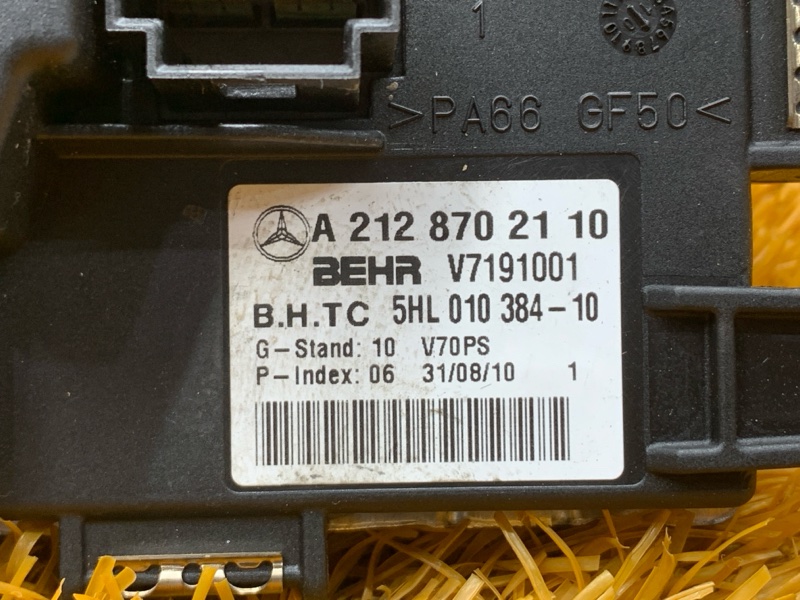 1
>PA66 GF50<
A 212 870 21 10
BEHR V7191001
B.H.TC 5HL 010 384-10
G-Stand: 10 V70PS
P-Index: 06 31/08/10 1